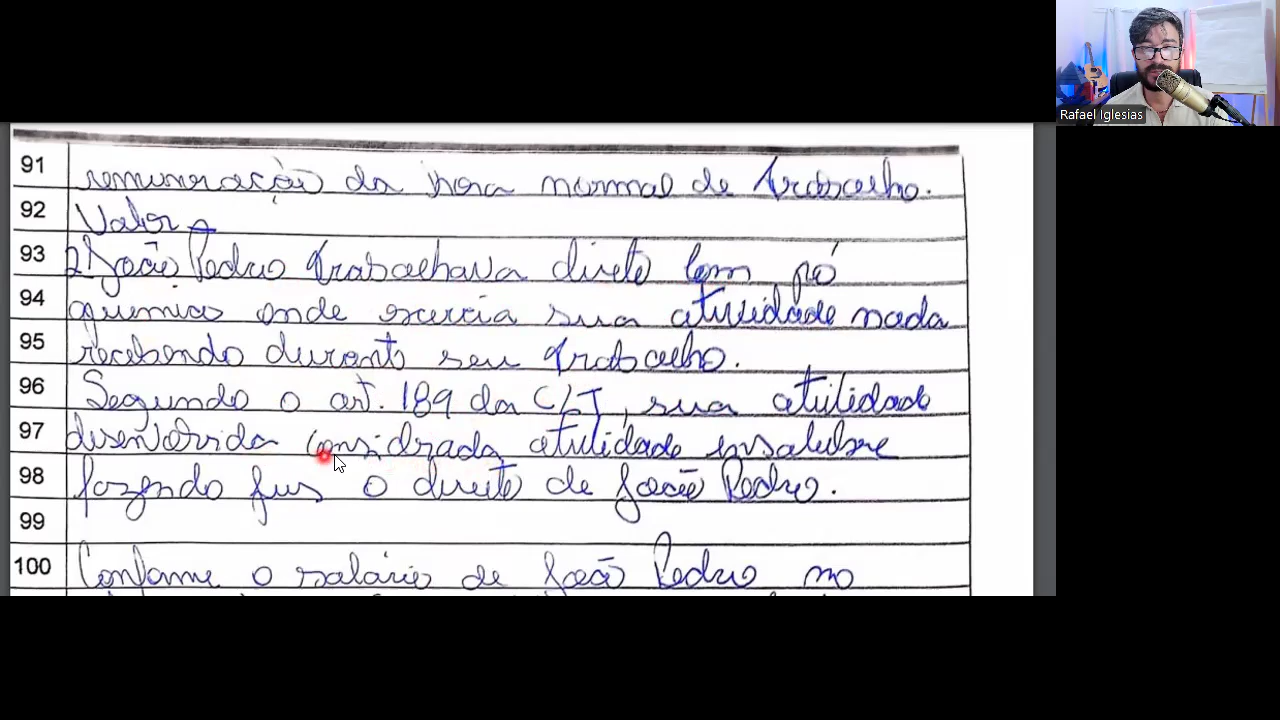 Rafael Iglesias
91 remuneração da hora normal de trabalho.
92 Valor
93 2) João Pedro trabalhava direto com pó
94 químico onde exercia sua atividade nada
95 recebendo durante seu trabalho.
96 Segundo o art. 189 da CLT, sua atividade
97 desenvolvida considrada atividade insalubre
98 fazendo jus o direito de João Pedro.
99
100 Conforme o salário de João Pedro no